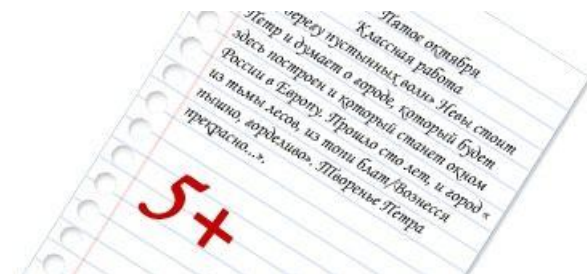 Пятое октября
Классная работа
берегу пустынных волн» Невы стоит
Петр и думает о городе, который будет
здесь построен и который станет окном
России в Европу. Прошло сто лет, и город «
из тьмы лесов, из топи блат/Вознесся
пышно, горделиво». Творенье Петра
прекрасно...».
5+